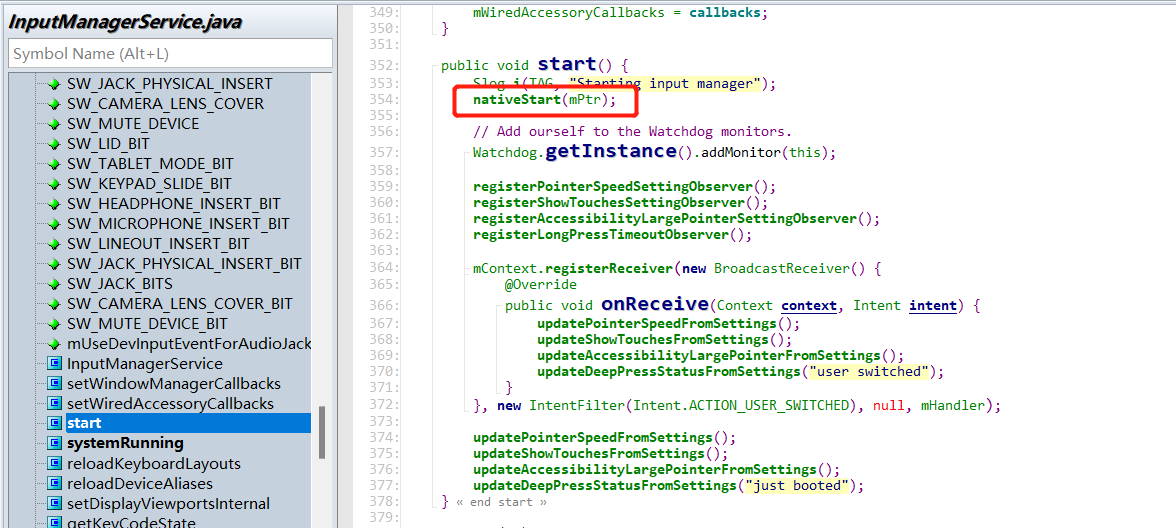 InputManagerService.java
Symbol Name (Alt+L)
SW_JACK_PHYSICAL_INSERT
SW_CAMERA_LENS_COVER
SW_MUTE_DEVICE
SW_LID_BIT
SW_TABLET_MODE_BIT
SW_KEYPAD_SLIDE_BIT
SW_HEADPHONE_INSERT_BIT
SW_MICROPHONE_INSERT_BIT
SW_LINEOUT_INSERT_BIT
SW_JACK_PHYSICAL_INSERT_BIT
SW_JACK_BITS
SW_CAMERA_LENS_COVER_BIT
SW_MUTE_DEVICE_BIT
mUseDevInputEventForAudioJack
InputManagerService
setWindowManagerCallbacks
setWiredAccessoryCallbacks
start
systemRunning
reloadKeyboardLayouts
reloadDeviceAliases
setDisplayViewportsInternal
getKeyCodeState
349: mWiredAccessoryCallbacks = callbacks;
350: }
351:
352: public void start() {
353: Slog.i(TAG, "Starting input manager");
354: nativeStart(mPtr);
355:
356: // Add ourself to the Watchdog monitors.
357: Watchdog.getInstance().addMonitor(this);
358:
359: registerPointerSpeedSettingObserver();
360: registerShowTouchesSettingObserver();
361: registerAccessibilityLargePointerSettingObserver();
362: registerLongPressTimeoutObserver();
363:
364: mContext.registerReceiver(new BroadcastReceiver() {
365: @Override
366: public void onReceive(Context context, Intent intent) {
367: updatePointerSpeedFromSettings();
368: updateShowTouchesFromSettings();
369: updateAccessibilityLargePointerFromSettings();
370: updateDeepPressStatusFromSettings("user switched");
371: }
372: }, new IntentFilter(Intent.ACTION_USER_SWITCHED), null, mHandler);
373:
374: updatePointerSpeedFromSettings();
375: updateShowTouchesFromSettings();
376: updateAccessibilityLargePointerFromSettings();
377: updateDeepPressStatusFromSettings("just booted");
378: } « end start »
379: